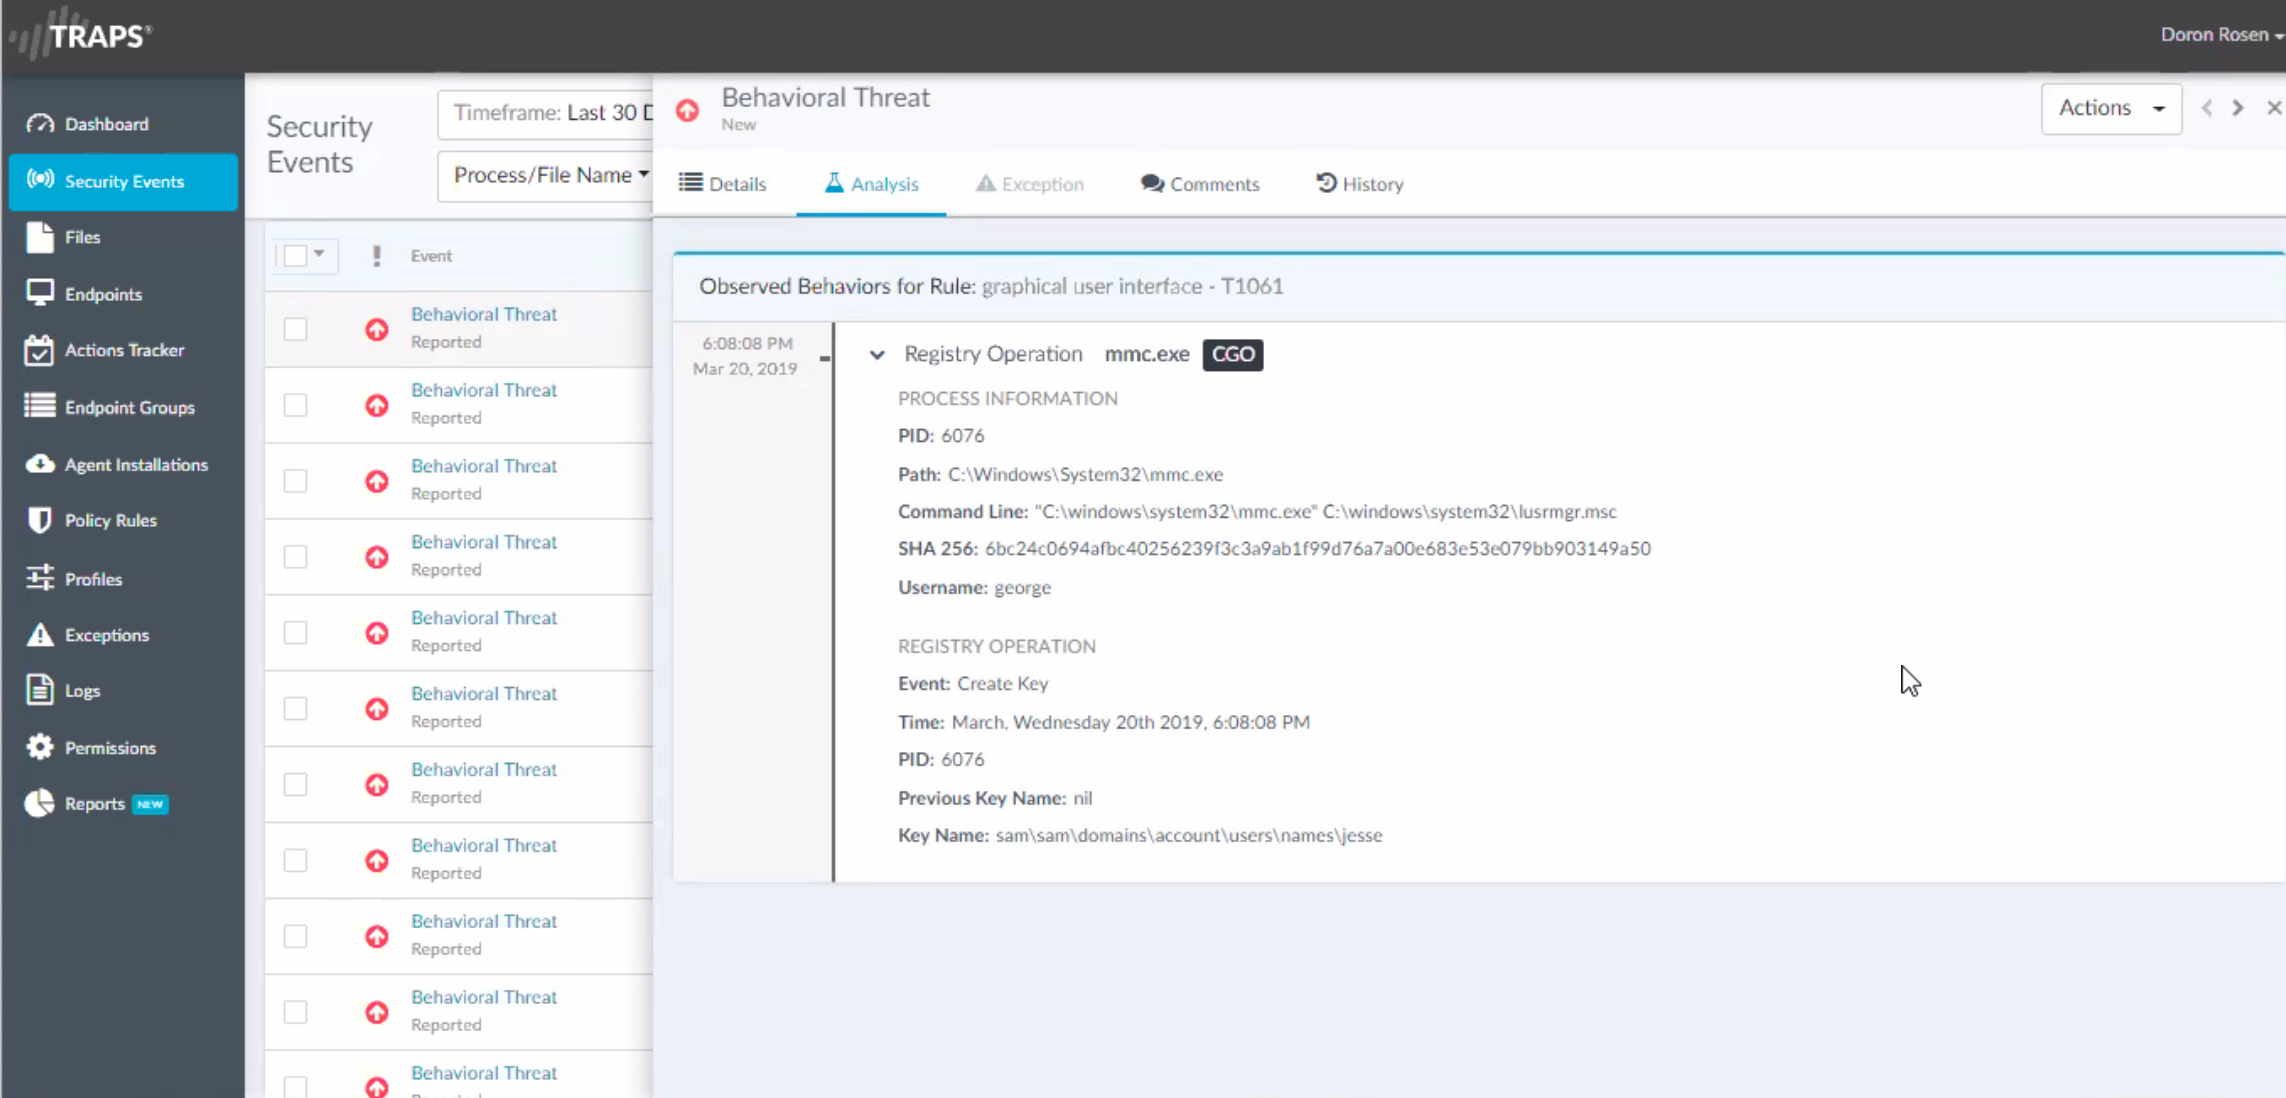 TRAPS®
Doron Rosen
Dashboard
Security Events
Files
Endpoints
Actions Tracker
Endpoint Groups
Agent Installations
Policy Rules
Profiles
Exceptions
Logs
Permissions
Reports NEW
Security
Events
Timeframe: Last 30 D
Process/File Name
! Event
Behavioral Threat
Reported
Behavioral Threat
Reported
Behavioral Threat
Reported
Behavioral Threat
Reported
Behavioral Threat
Reported
Behavioral Threat
Reported
Behavioral Threat
Reported
Behavioral Threat
Reported
Behavioral Threat
Reported
Behavioral Threat
Reported
Behavioral Threat
Behavioral Threat
New
Actions
Details Analysis Exception Comments History
Observed Behaviors for Rule: graphical user interface - T1061
6:08:08 PM
Mar 20, 2019
Registry Operation mmc.exe CGO
PROCESS INFORMATION
PID: 6076
Path: C:\Windows\System32\mmc.exe
Command Line: "C:\windows\system32\mmc.exe" C:\windows\system32\lusrmgr.msc
SHA 256: 6bc24c0694afbc40256239f3c3a9ab1f99d76a7a00e683e53e079bb903149a50
Username: george
REGISTRY OPERATION
Event: Create Key
Time: March, Wednesday 20th 2019, 6:08:08 PM
PID: 6076
Previous Key Name: nil
Key Name: sam\sam\domains\account\users\names\jesse